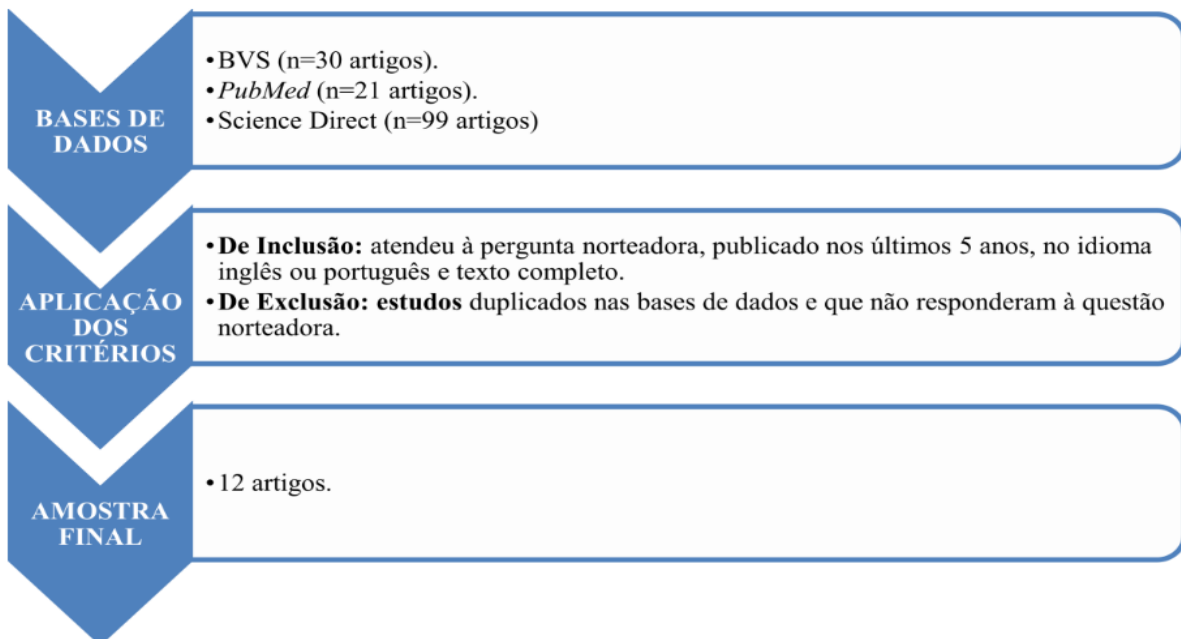 BASES DE
DADOS
•BVS (n=30 artigos).
•PubMed (n=21 artigos).
•Science Direct (n=99 artigos)
APLICAÇÃO
DOS
CRITÉRIOS
•De Inclusão: atendeu à pergunta norteadora, publicado nos últimos 5 anos, no idioma
inglês ou português e texto completo.
•De Exclusão: estudos duplicados nas bases de dados e que não responderam à questão
norteadora.
AMOSTRA
FINAL
•12 artigos.